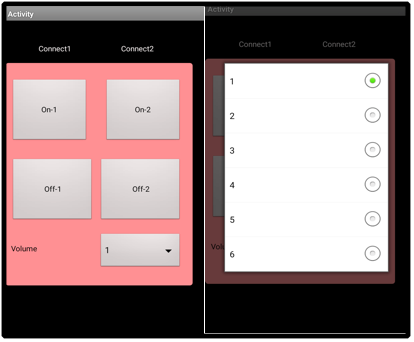 Activity
Connect1 Connect2
On-1 On-2
Off-1 Off-2
Volume 1
Activity
Connect1 Connect2
1
2
3
4
5
6